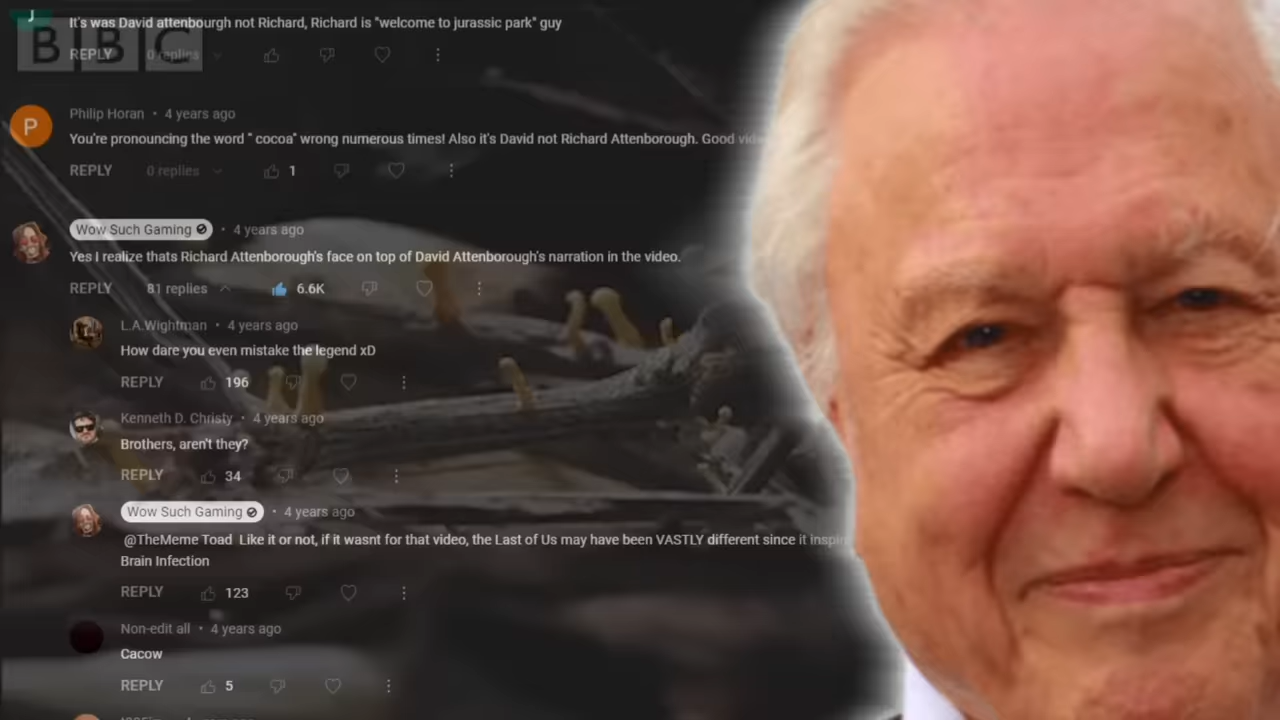 J
It's was David attenbourgh not Richard, Richard is "welcome to jurassic park" guy
BBC
REPLY 0 replies
P
Philip Horan • 4 years ago
You're pronouncing the word " cocoa" wrong numerous times! Also it's David not Richard Attenborough. Good
REPLY 0 replies 1
Wow Such Gaming • 4 years ago
Yes I realize thats Richard Attenborough's face on top of David Attenborough's narration in the video.
REPLY 81 replies 6.6K
L.A.Wightman • 4 years ago
How dare you even mistake the legend xD
REPLY 196
Kenneth D. Christy • 4 years ago
Brothers, aren't they?
REPLY 34
Wow Such Gaming • 4 years ago
@TheMeme Toad Like it or not, if it wasnt for that video, the Last of Us may have been VASTLY different since it
Brain Infection
REPLY 123
Non-edit all • 4 years ago
Cacow
REPLY 5